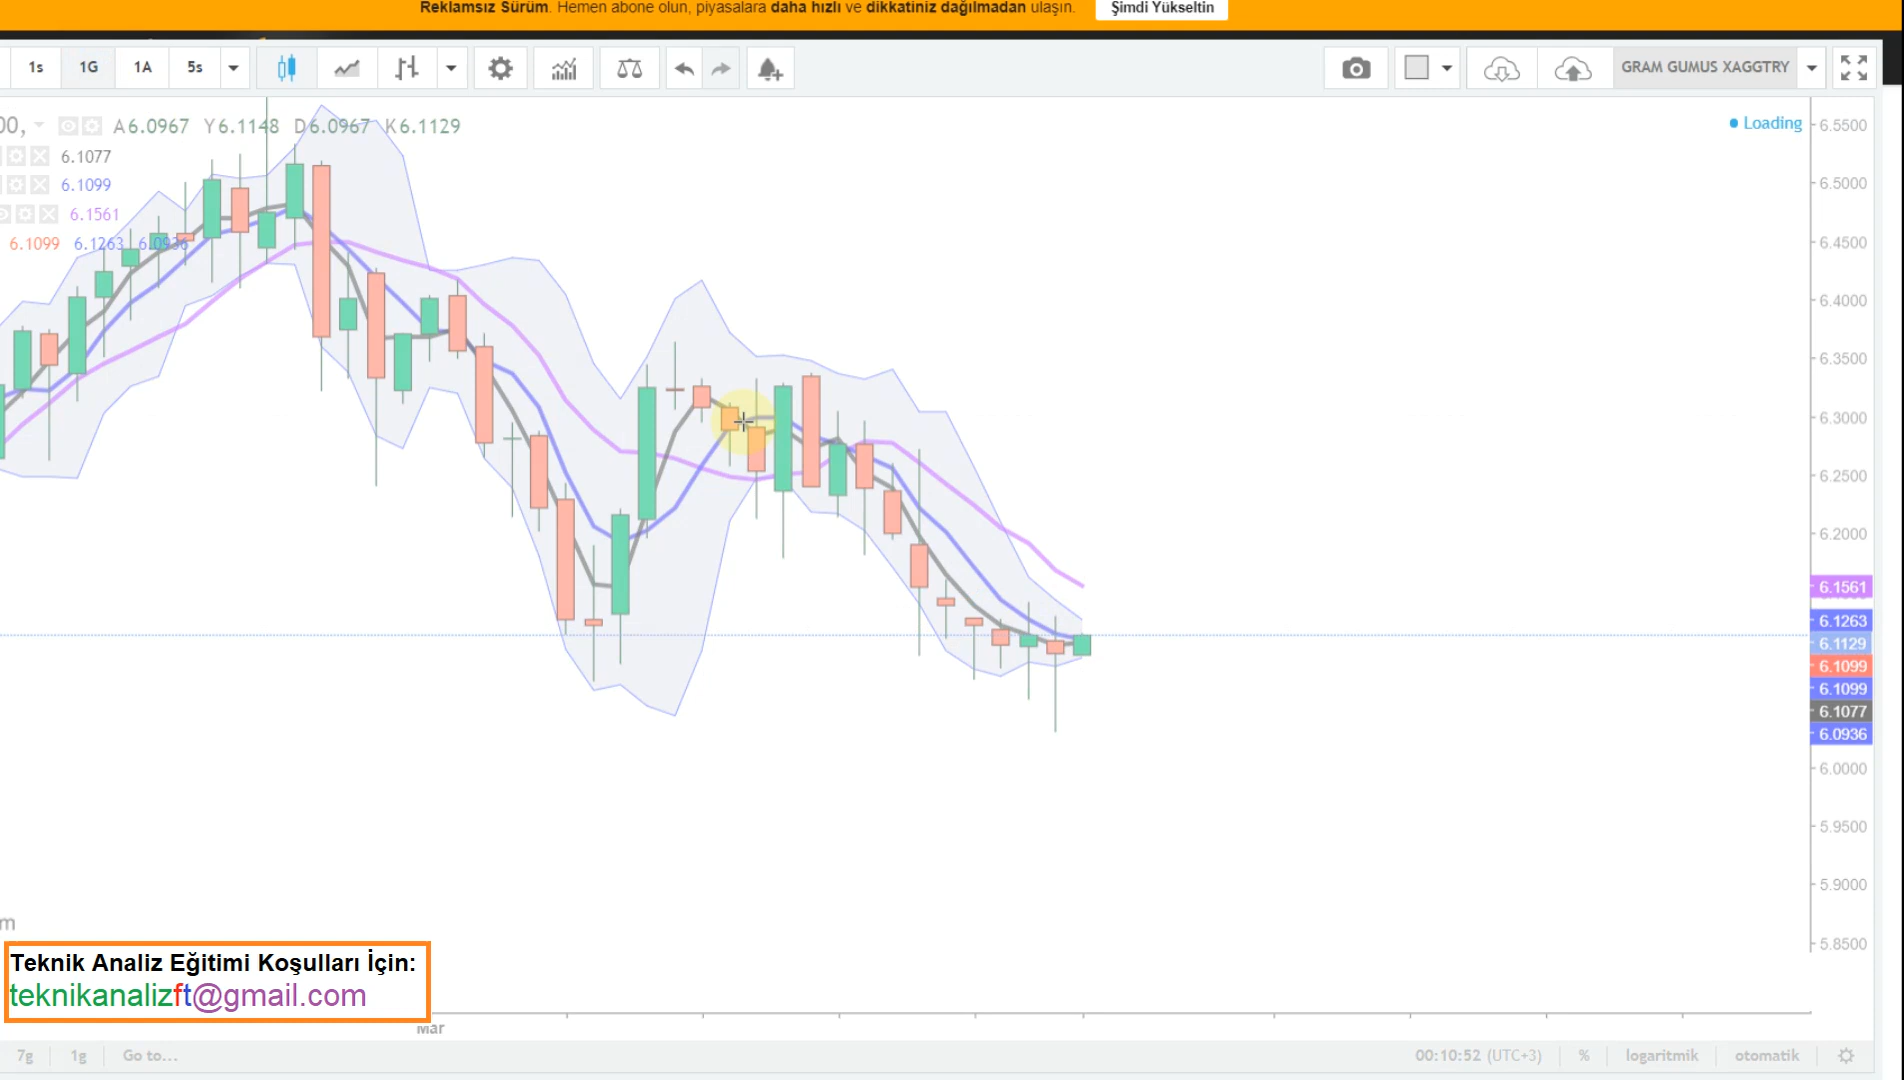 Reklamsız Sürüm. Hemen abone olun, piyasalara daha hızlı ve dikkatiniz dağılmadan ulaşın. Şimdi Yükseltin
1s 1G 1A 5s GRAM GUMUS XAGGTRY
00, A6.0967 Y6.1148 D6.0967 K6.1129
Loading
6.1077
6.1099
6.1561
6.1099 6.1263 6.0936
6.5500
6.5000
6.4500
6.4000
6.3500
6.3000
6.2500
6.2000
6.1561
6.1263
6.1129
6.1099
6.1099
6.1077
6.0936
6.0000
5.9500
5.9000
5.8500
m
Teknik Analiz Eğitimi Koşulları İçin:
teknikanalizft@gmail.com
Mar
7g 1g Go to... 00:10:52 (UTC+3) % logaritmik otomatik